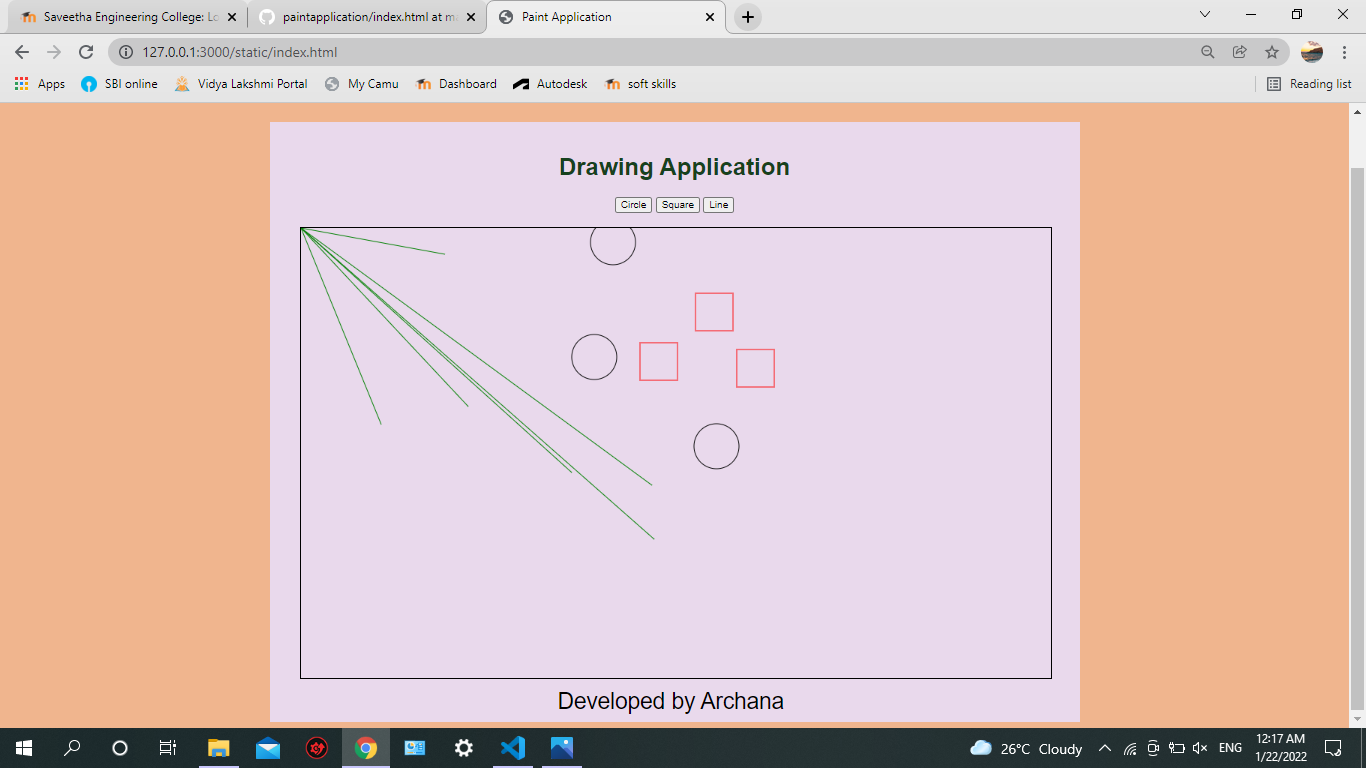 Saveetha Engineering College: Lo
paintapplication/index.html at ma
Paint Application
127.0.0.1:3000/static/index.html
Apps
SBI online
Vidya Lakshmi Portal
My Camu
Dashboard
Autodesk
soft skills
Reading list
Drawing Application
Circle
Square
Line
Developed by Archana
26°C Cloudy
ENG
12:17 AM
1/22/2022